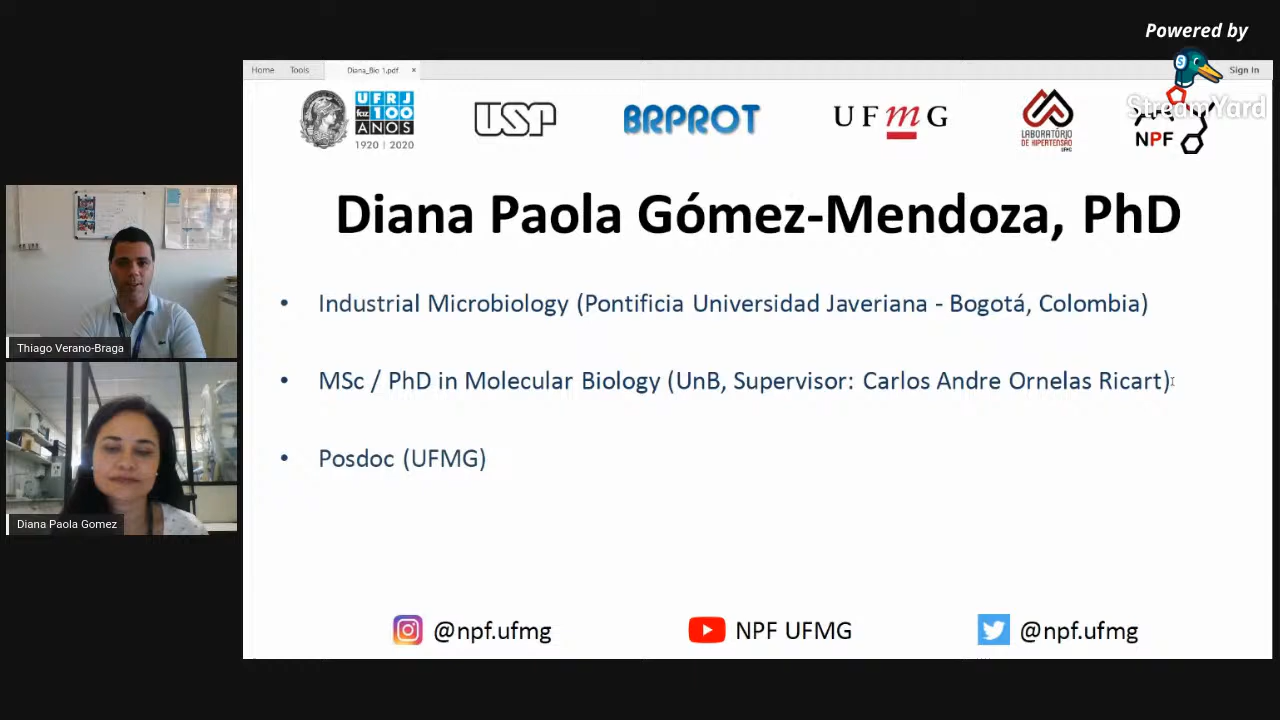 Powered by
StreamYard
Home Tools Diana_Bio 1.pdf × Sign In
UFRJ
faz 100
ANOS
1920 | 2020
USP
BRPROT
UFmG
LABORATÓRIO
DE HIPERTENSÃO
UFMG
NPF
Diana Paola Gómez-Mendoza, PhD
• Industrial Microbiology (Pontificia Universidad Javeriana - Bogotá, Colombia)
• MSc / PhD in Molecular Biology (UnB, Supervisor: Carlos Andre Ornelas Ricart)
• Posdoc (UFMG)
Thiago Verano-Braga
Diana Paola Gomez
@npf.ufmg
NPF UFMG
@npf.ufmg